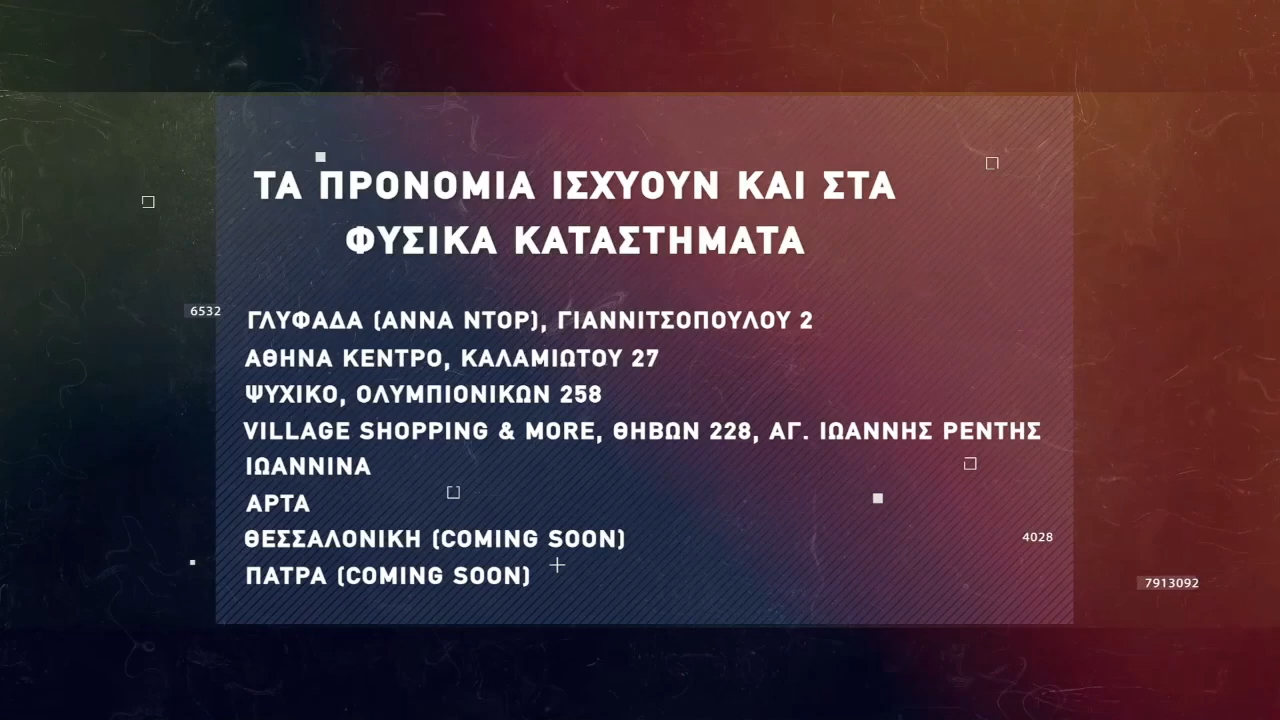 ΤΑ ΠΡΟΝΟΜΙΑ ΙΣΧΥΟΥΝ ΚΑΙ ΣΤΑ
ΦΥΣΙΚΑ ΚΑΤΑΣΤΗΜΑΤΑ
6532
ΓΛΥΦΑΔΑ (ΑΝΝΑ ΝΤΟΡ), ΓΙΑΝΝΙΤΣΟΠΟΥΛΟΥ 2
ΑΘΗΝΑ ΚΕΝΤΡΟ, ΚΑΛΑΜΙΩΤΟΥ 27
ΨΥΧΙΚΟ, ΟΛΥΜΠΙΟΝΙΚΩΝ 258
VILLAGE SHOPPING & MORE, ΘΗΒΩΝ 228, ΑΓ. ΙΩΑΝΝΗΣ ΡΕΝΤΗΣ
ΙΩΑΝΝΙΝΑ
ΑΡΤΑ
ΘΕΣΣΑΛΟΝΙΚΗ (COMING SOON)
4028
ΠΑΤΡΑ (COMING SOON)
7913092